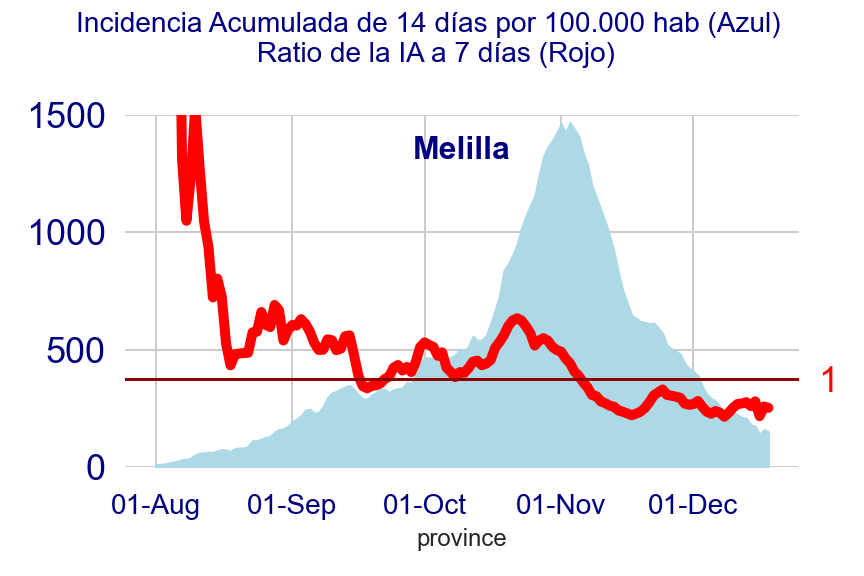 Incidencia Acumulada de 14 días por 100.000 hab (Azul)
Ratio de la IA a 7 días (Rojo)
Melilla
1500
1000
500
0
1
01-Aug 01-Sep 01-Oct 01-Nov 01-Dec
province